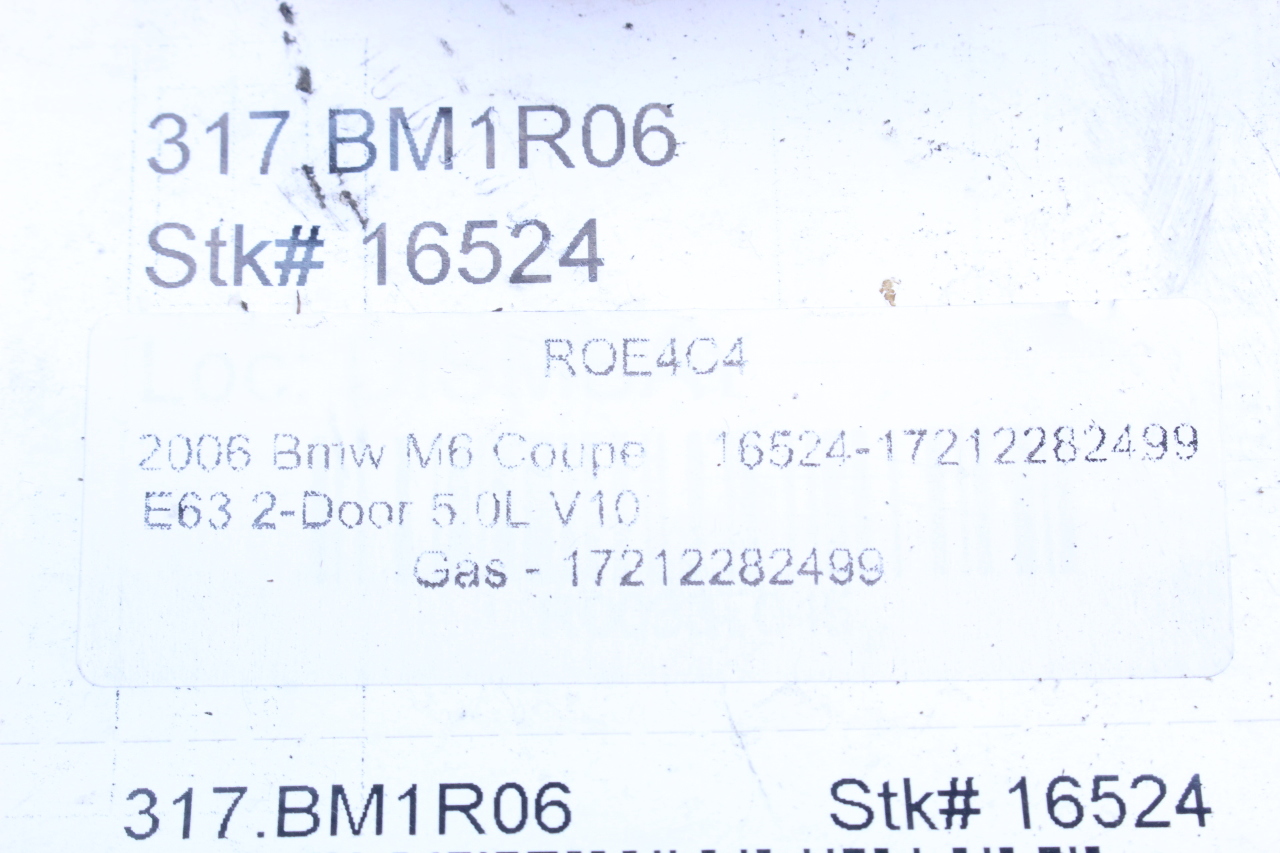 317.BM1R06
Stk# 16524
Loc.
ROE4C4
2006 Bmw M6 Coupe 16524-17212282499
E63 2-Door 5.0L V10
Gas - 17212282499
317.BM1R06 Stk# 16524